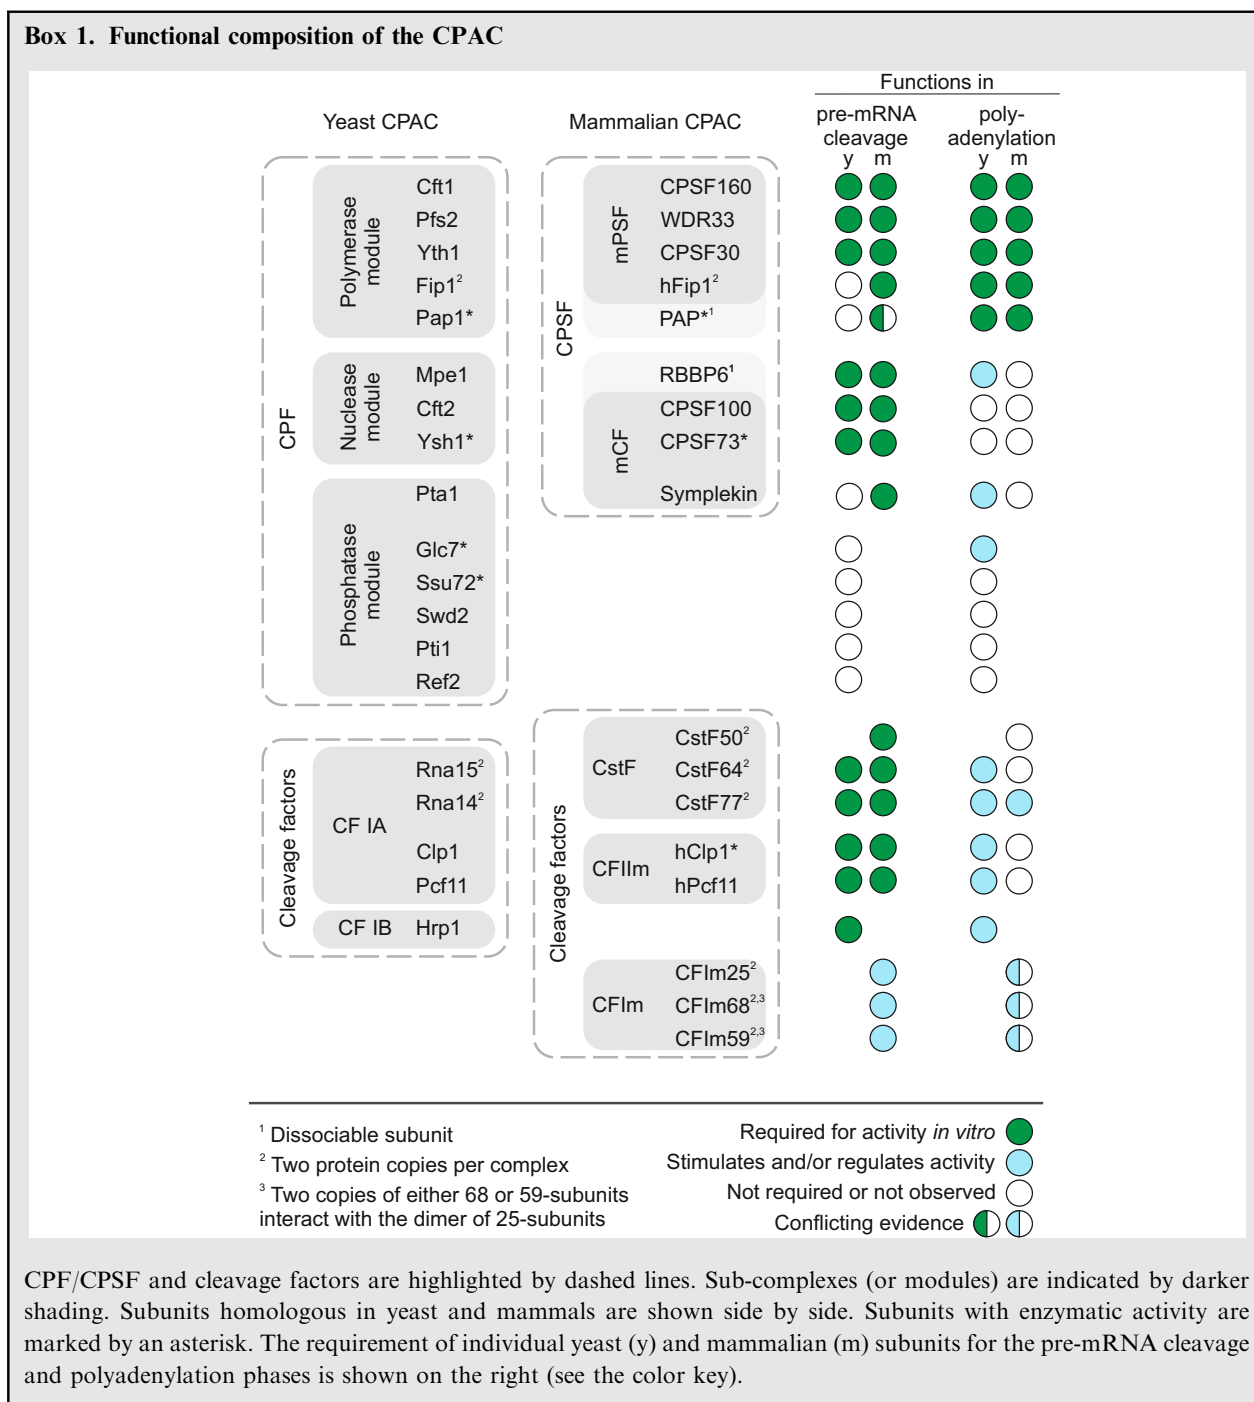 Box 1. Functional composition of the CPAC
Functions in
Yeast CPAC
Mammalian CPAC
pre-mRNA
cleavage
poly-
adenylation
y m
y m
CPF
Polymerase
module
Cft1
Pfs2
Yth1
Fip1²
Pap1*
Nuclease
module
Mpe1
Cft2
Ysh1*
Phosphatase
module
Pta1
Glc7*
Ssu72*
Swd2
Pti1
Ref2
CPSF
mPSF
CPSF160
WDR33
CPSF30
hFip1²
PAP*¹
RBBP6¹
mCF
CPSF100
CPSF73*
Symplekin
Cleavage factors
CF IA
Rna15²
Rna14²
Clp1
Pcf11
CF IB
Hrp1
Cleavage factors
CstF
CstF50²
CstF64²
CstF77²
CFIIm
hClp1*
hPcf11
CFIm
CFIm25²
CFIm68²,³
CFIm59²,³
¹ Dissociable subunit
² Two protein copies per complex
³ Two copies of either 68 or 59-subunits
interact with the dimer of 25-subunits
Required for activity in vitro
Stimulates and/or regulates activity
Not required or not observed
Conflicting evidence
CPF/CPSF and cleavage factors are highlighted by dashed lines. Sub-complexes (or modules) are indicated by darker
shading. Subunits homologous in yeast and mammals are shown side by side. Subunits with enzymatic activity are
marked by an asterisk. The requirement of individual yeast (y) and mammalian (m) subunits for the pre-mRNA cleavage
and polyadenylation phases is shown on the right (see the color key).